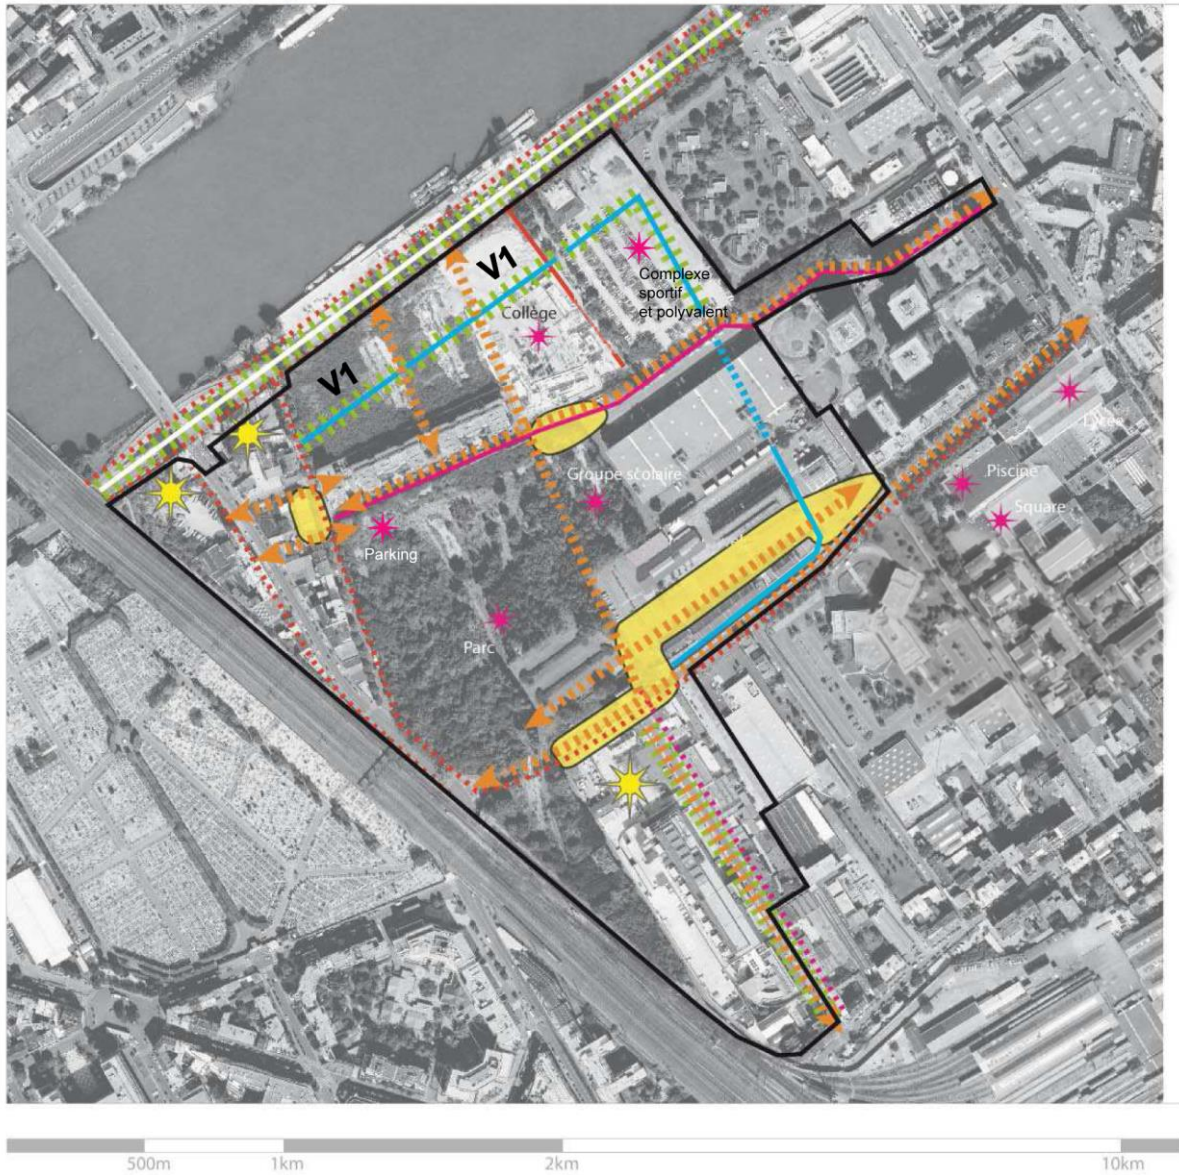 V1
Complexe
sportif
et polyvalent
Collège
V1
Lycée
Groupe scolaire
Piscine
Square
Parking
Parc
500m
1km
2km
10km